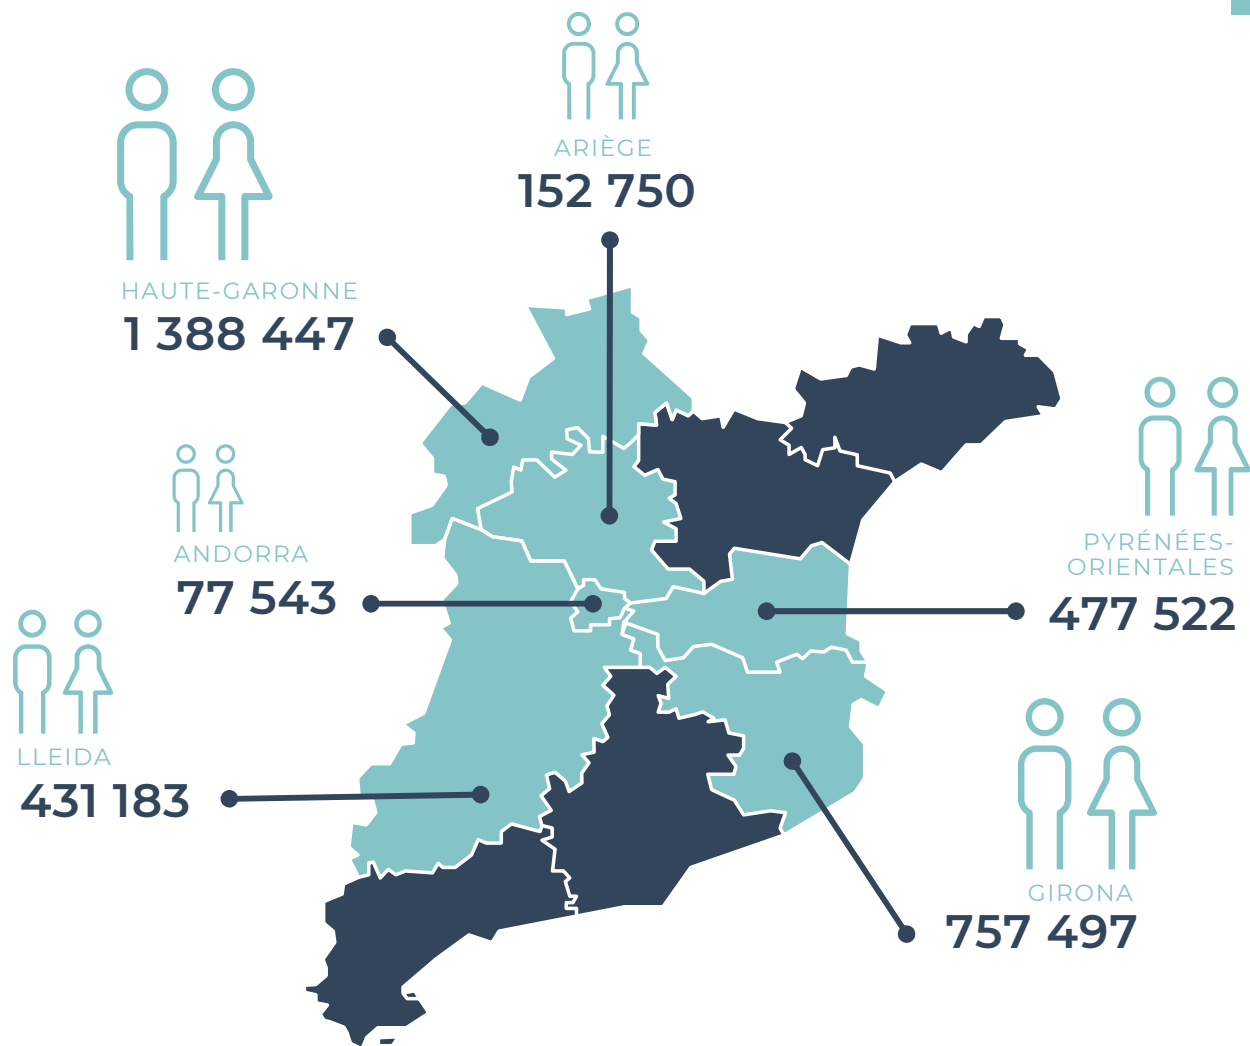 ARIÈGE
152 750
HAUTE-GARONNE
1 388 447
ANDORRA
77 543
PYRÉNÉES-
ORIENTALES
477 522
LLEIDA
431 183
GIRONA
757 497